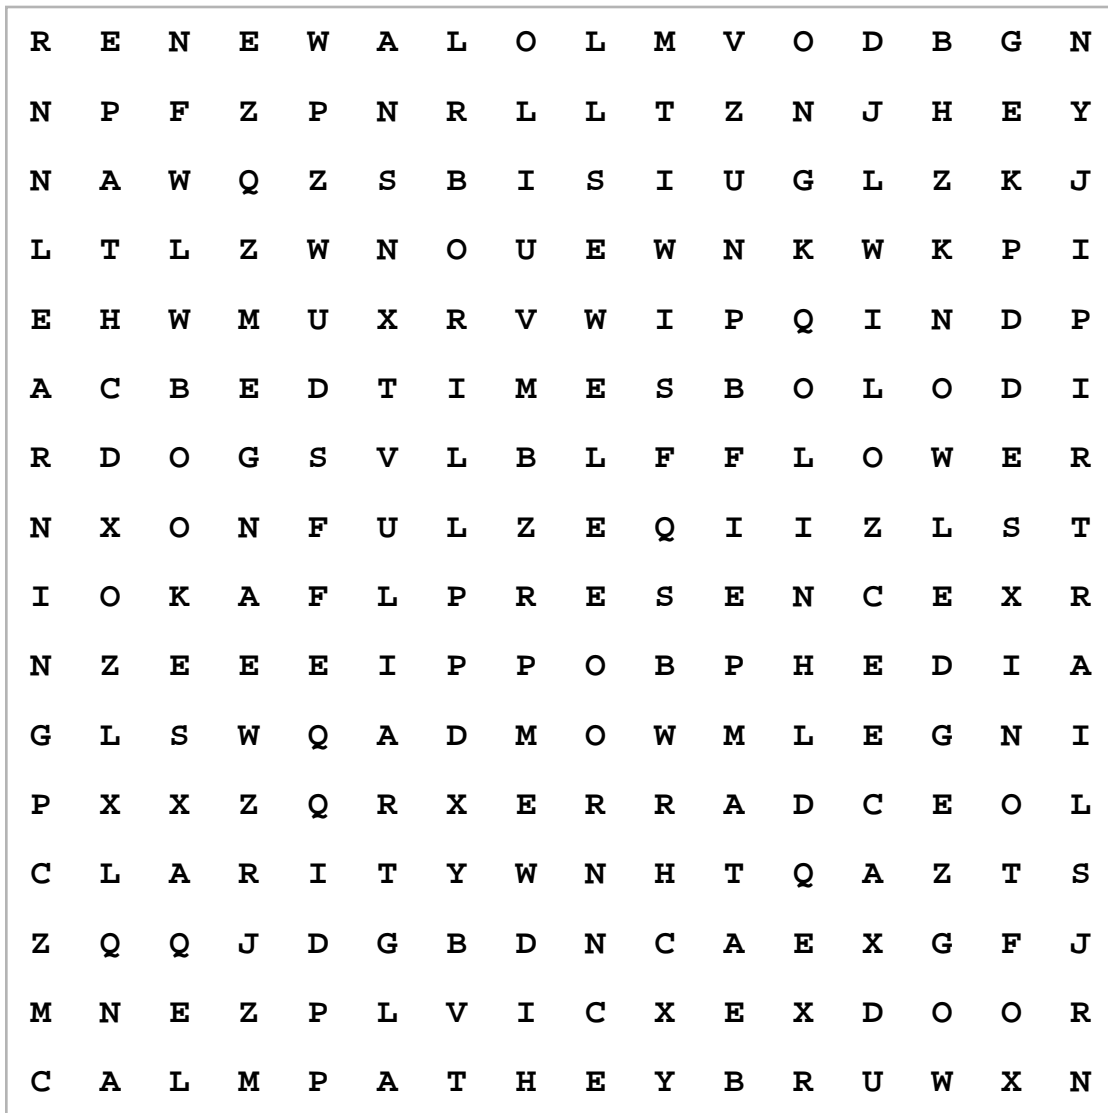 R E N E W A L O L M V O D B G N
N P F Z P N R L L T Z N J H E Y
N A W Q Z S B I S I U G L Z K J
L T L Z W N O U E W N K W K P I
E H W M U X R V W I P Q I N D P
A C B E D T I M E S B O L O D I
R D O G S V L B L F F L O W E R
N X O N F U L Z E Q I I Z L S T
I O K A F L P R E S E N C E X R
N Z E E E I P P O B P H E D I A
G L S W Q A D M O W M L E G N I
P X X Z Q R X E R R A D C E O L
C L A R I T Y W N H T Q A Z T S
Z Q Q J D G B D N C A E X G F J
M N E Z P L V I C X E X D O O R
C A L M P A T H E Y B R U W X N